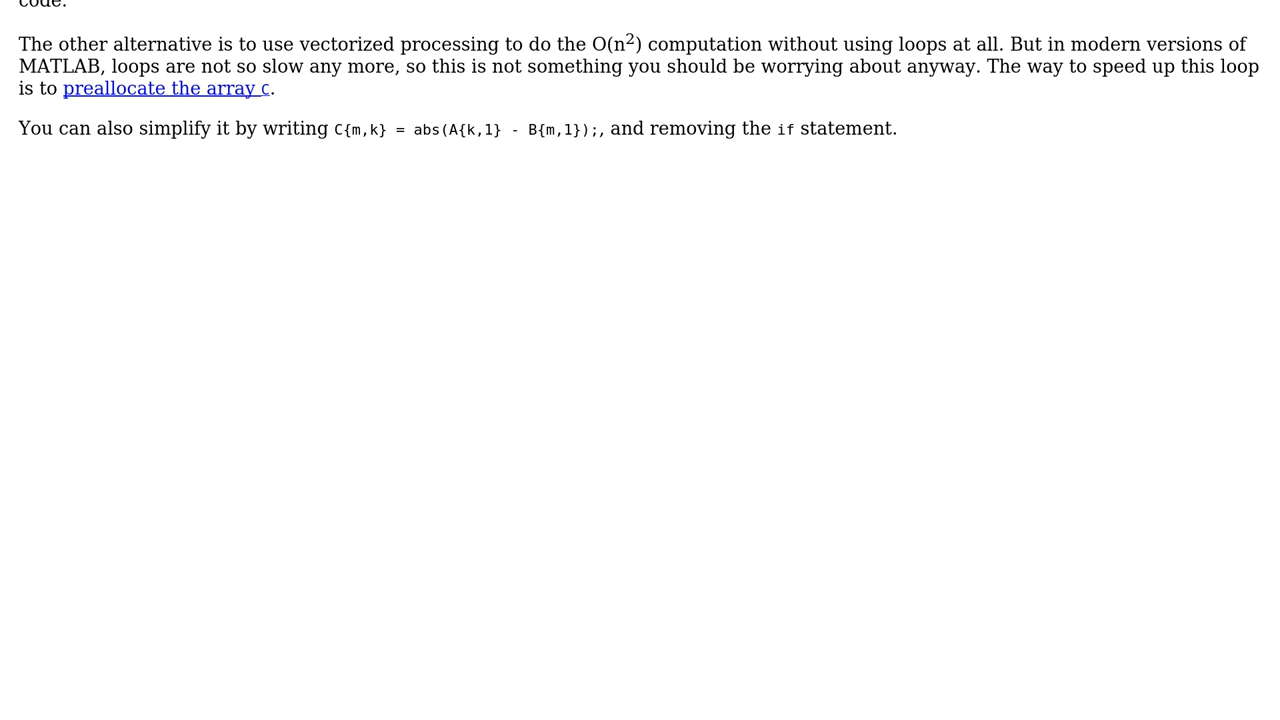 code.
The other alternative is to use vectorized processing to do the O(n²) computation without using loops at all. But in modern versions of
MATLAB, loops are not so slow any more, so this is not something you should be worrying about anyway. The way to speed up this loop
is to preallocate the array C.
You can also simplify it by writing C{m,k} = abs(A{k,1} - B{m,1});, and removing the if statement.